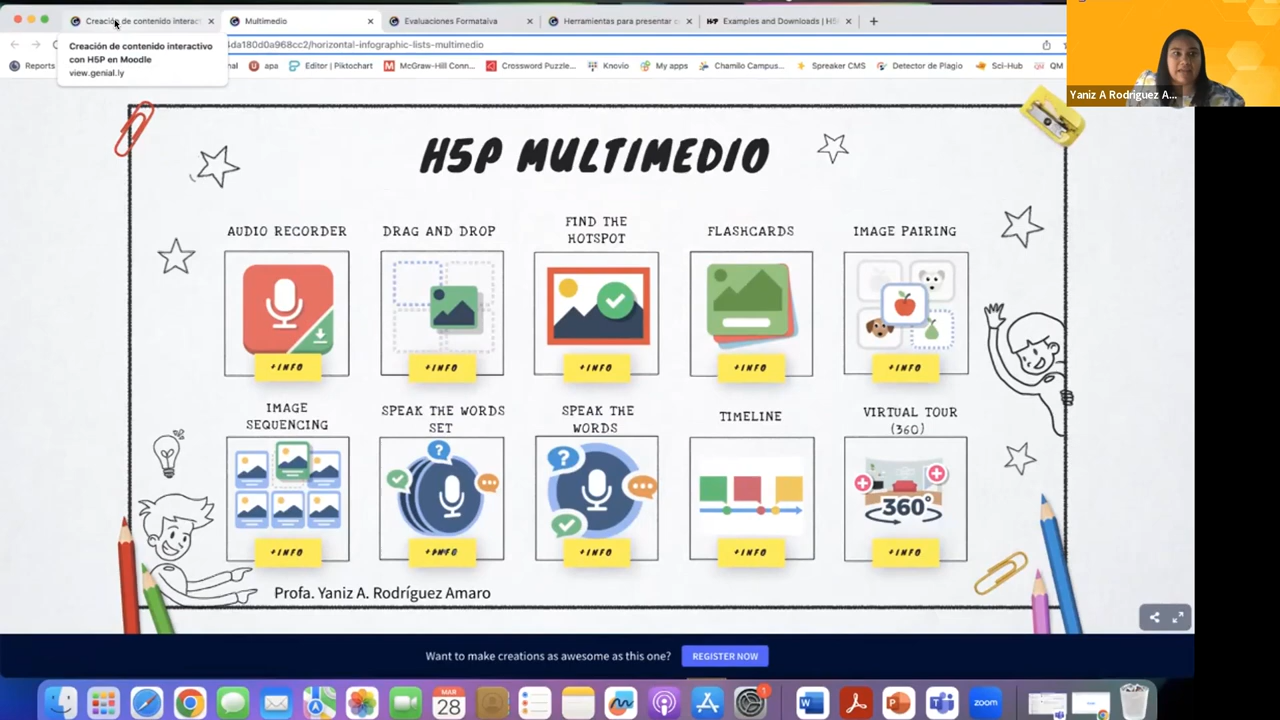 Creación de contenido interac
Multimedio
Evaluaciones Formataiva
Herramientas para presentar c
H5P Examples and Downloads | H5
Creación de contenido interactivo
con H5P en Moodle
view.genial.ly
4da180d0a968cc2/horizontal-infographic-lists-multimedio
Reports
apa
Editor | Piktochart
McGraw-Hill Conn...
Crossword Puzzle...
Knovio
My apps
Chamilo Campus...
Spreaker CMS
Detector de Plagio
Sci-Hub
QM
Yaniz A Rodriguez A...
H5P MULTIMEDIO
AUDIO RECORDER
DRAG AND DROP
FIND THE
HOTSPOT
FLASHCARDS
IMAGE PAIRING
+INFO
+INFO
+INFO
+INFO
+INFO
IMAGE
SEQUENCING
SPEAK THE WORDS
SET
SPEAK THE
WORDS
TIMELINE
VIRTUAL TOUR
(360)
360°
+INFO
+INFO
+INFO
+INFO
+INFO
Profa. Yaniz A. Rodríguez Amaro
Want to make creations as awesome as this one?
REGISTER NOW
MAR
28
1
W
P
T
zoom